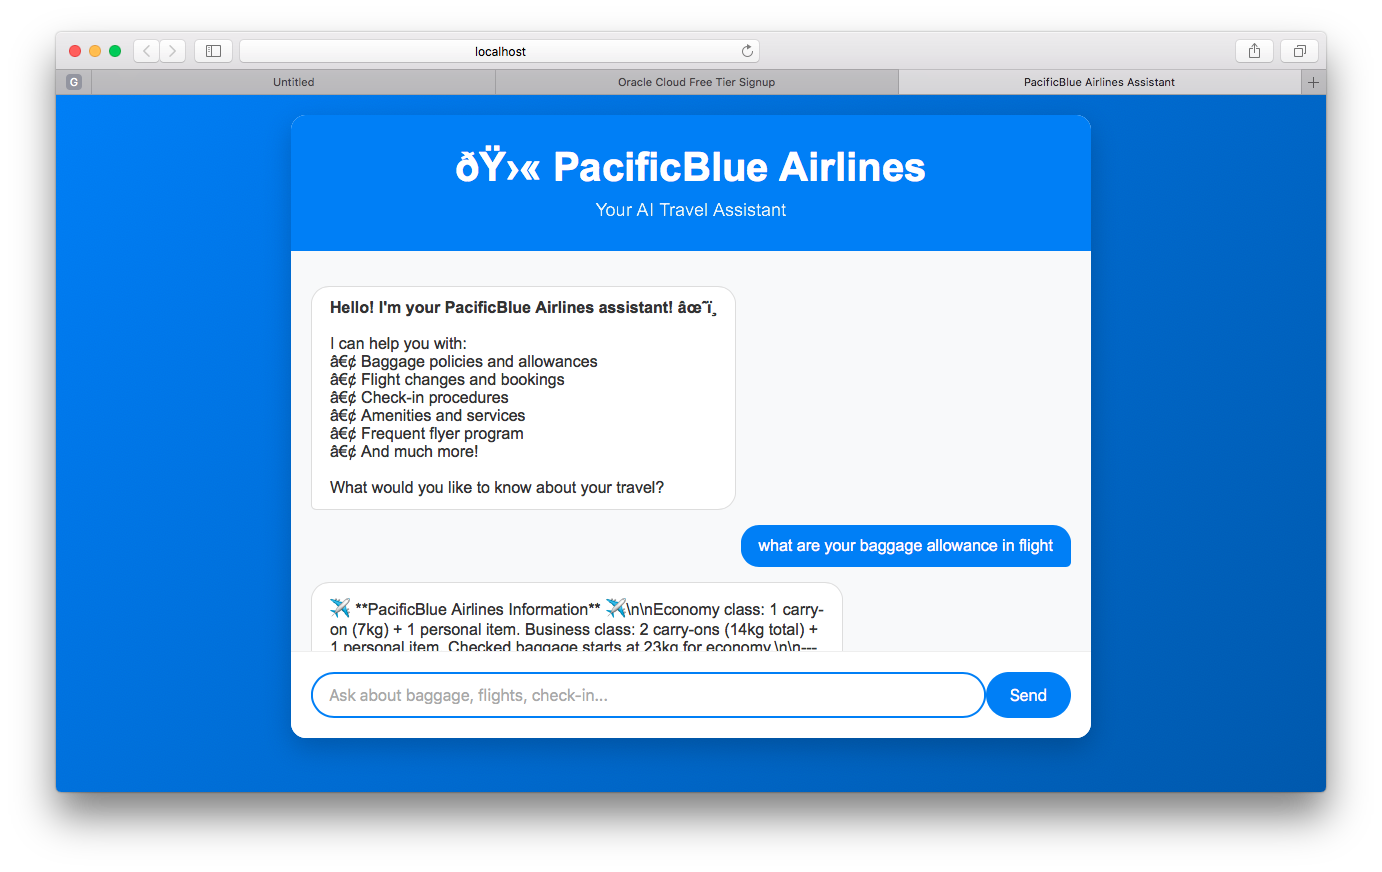 localhost
G
Untitled
Oracle Cloud Free Tier Signup
PacificBlue Airlines Assistant
ðŸ›« PacificBlue Airlines
Your AI Travel Assistant
Hello! I'm your PacificBlue Airlines assistant! âœˆï¸
I can help you with:
â€¢ Baggage policies and allowances
â€¢ Flight changes and bookings
â€¢ Check-in procedures
â€¢ Amenities and services
â€¢ Frequent flyer program
â€¢ And much more!
What would you like to know about your travel?
what are your baggage allowance in flight
✈️ **PacificBlue Airlines Information** ✈️\n\nEconomy class: 1 carry-
on (7kg) + 1 personal item. Business class: 2 carry-ons (14kg total) +
1 personal item. Checked baggage starts at 23kg for economy.\n\n---
Ask about baggage, flights, check-in...
Send